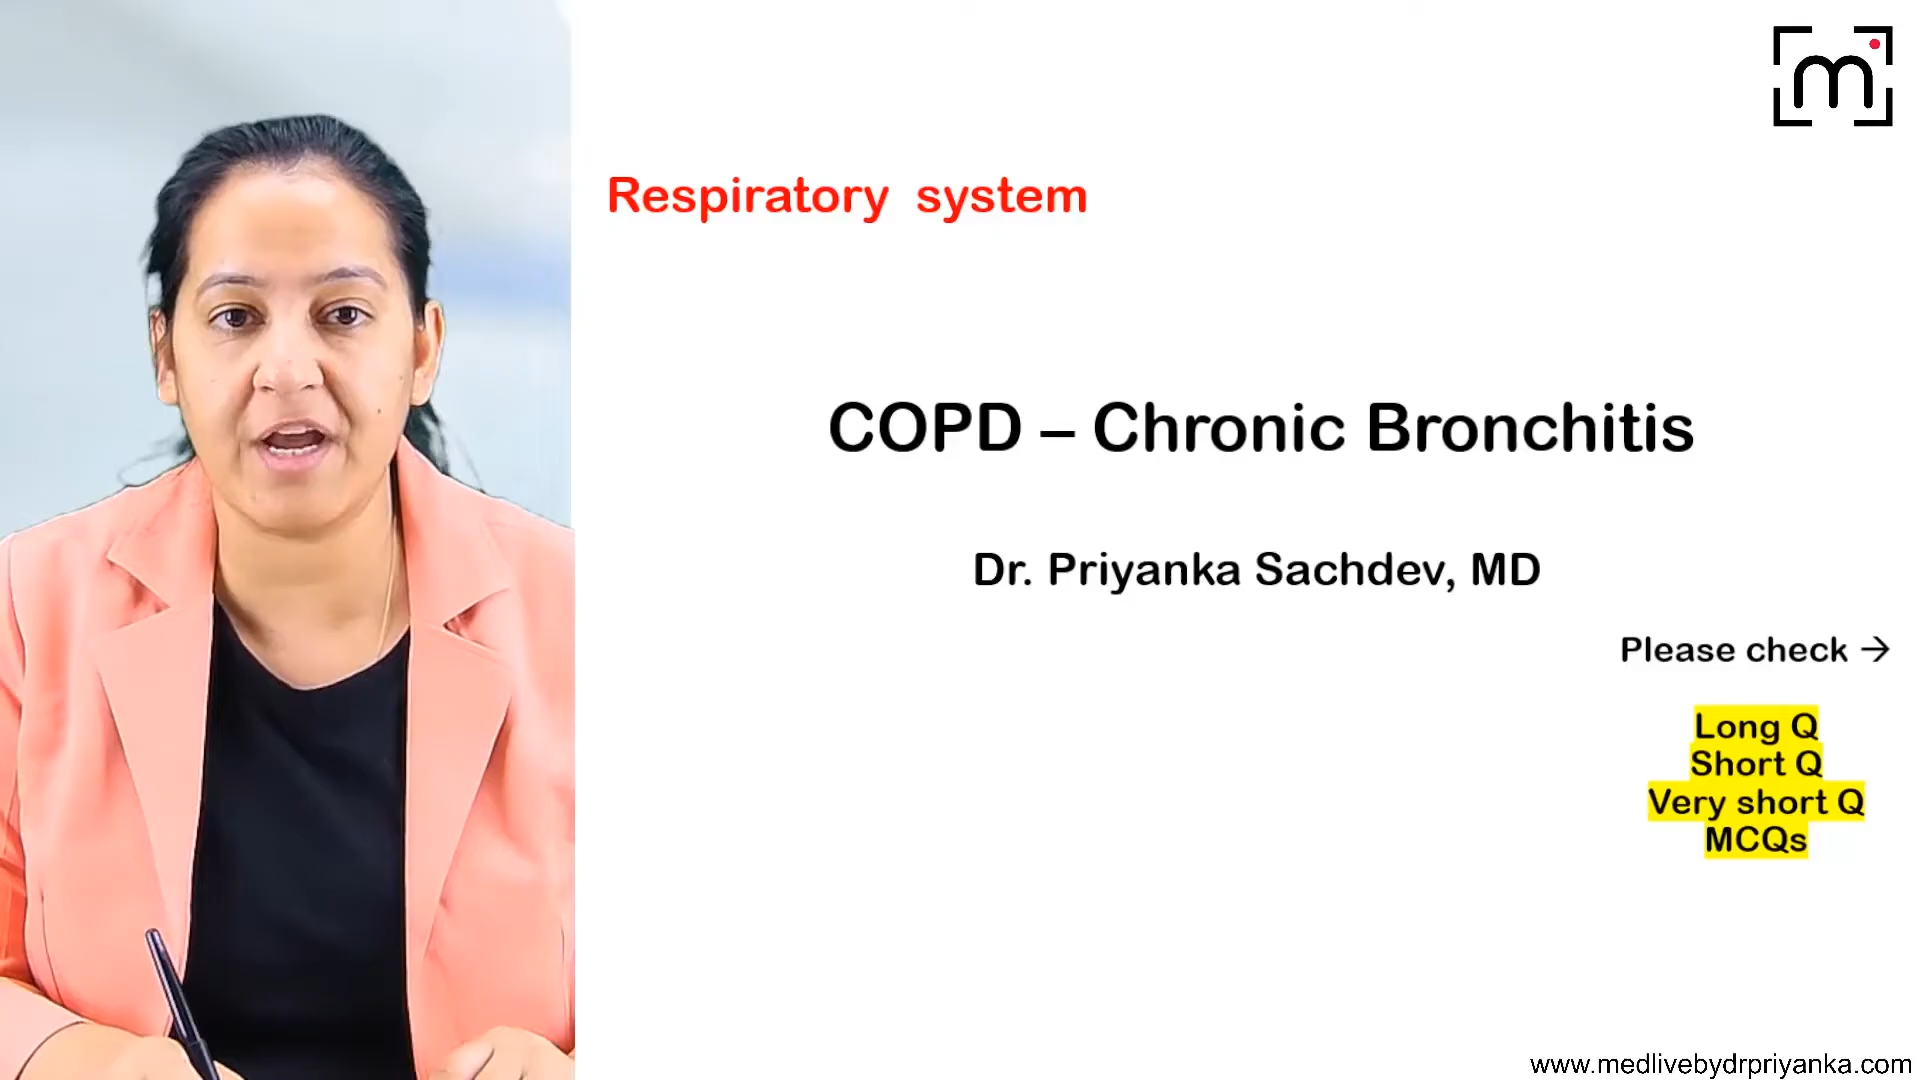 m
Respiratory system
COPD – Chronic Bronchitis
Dr. Priyanka Sachdev, MD
Please check →
Long Q
Short Q
Very short Q
MCQs
www.medlivebydrpriyanka.com